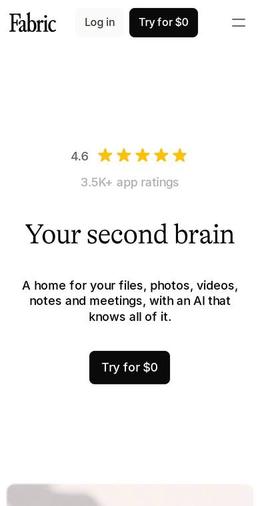 Fabric
Log in
Try for $0
4.6
3.5K+ app ratings
Your second brain
A home for your files, photos, videos,
notes and meetings, with an AI that
knows all of it.
Try for $0